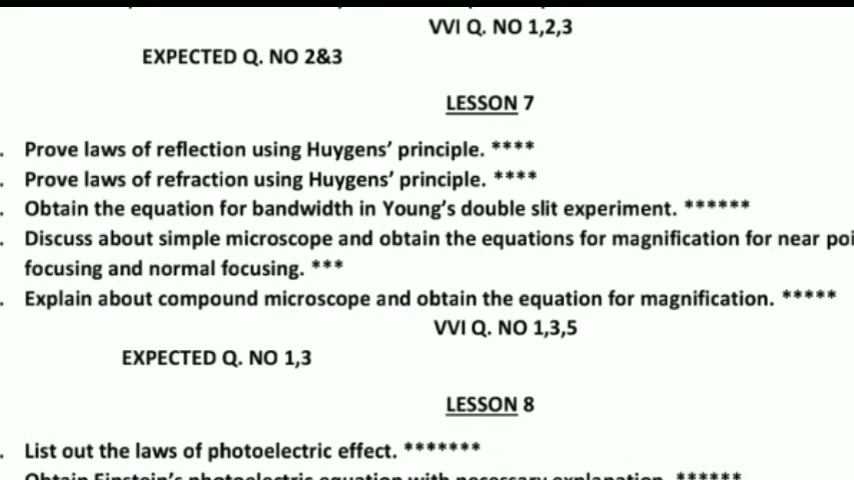 VVI Q. NO 1,2,3
EXPECTED Q. NO 2&3
LESSON 7
. Prove laws of reflection using Huygens’ principle. ****
. Prove laws of refraction using Huygens’ principle. ****
. Obtain the equation for bandwidth in Young’s double slit experiment. ******
. Discuss about simple microscope and obtain the equations for magnification for near poi
focusing and normal focusing. ***
. Explain about compound microscope and obtain the equation for magnification. *****
VVI Q. NO 1,3,5
EXPECTED Q. NO 1,3
LESSON 8
. List out the laws of photoelectric effect. *******
Obtain Einstein’s photoelectric equation with necessary explanation. ******